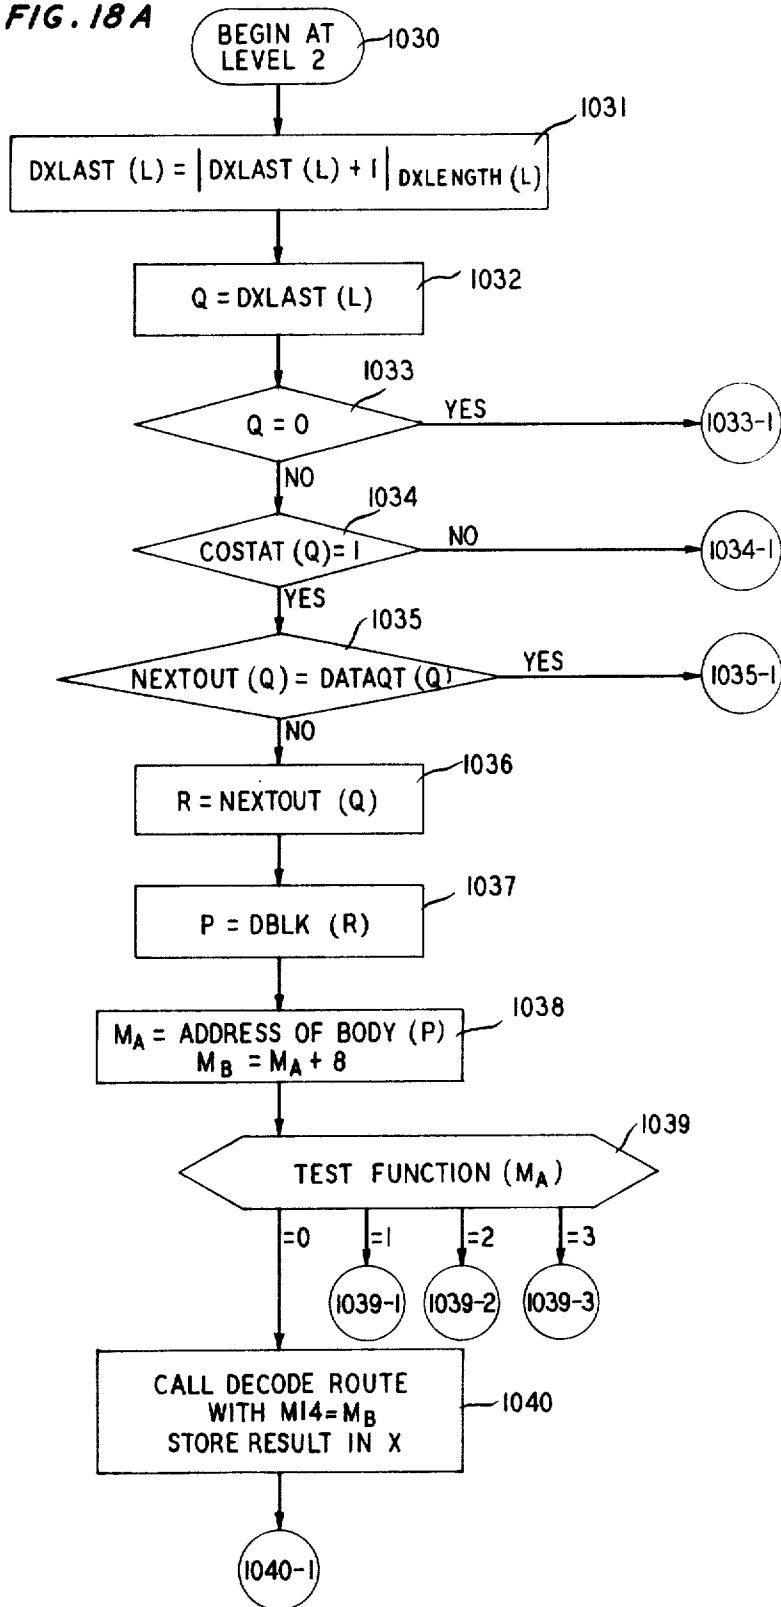 FIG. 18A
BEGIN AT
LEVEL 2
1030
1031
DXLAST (L) = |DXLAST (L) + 1| DXLENGTH (L)
1032
Q = DXLAST (L)
1033
Q = 0
YES
1033-1
NO
1034
COSTAT (Q) = 1
NO
1034-1
YES
1035
NEXTOUT (Q) = DATAQT (Q)
YES
1035-1
NO
1036
R = NEXTOUT (Q)
1037
P = DBLK (R)
1038
MA = ADDRESS OF BODY (P)
MB = MA + 8
1039
TEST FUNCTION (MA)
=0 =1 =2 =3
1039-1 1039-2 1039-3
CALL DECODE ROUTE
WITH M14=MB
STORE RESULT IN X
1040
1040-1